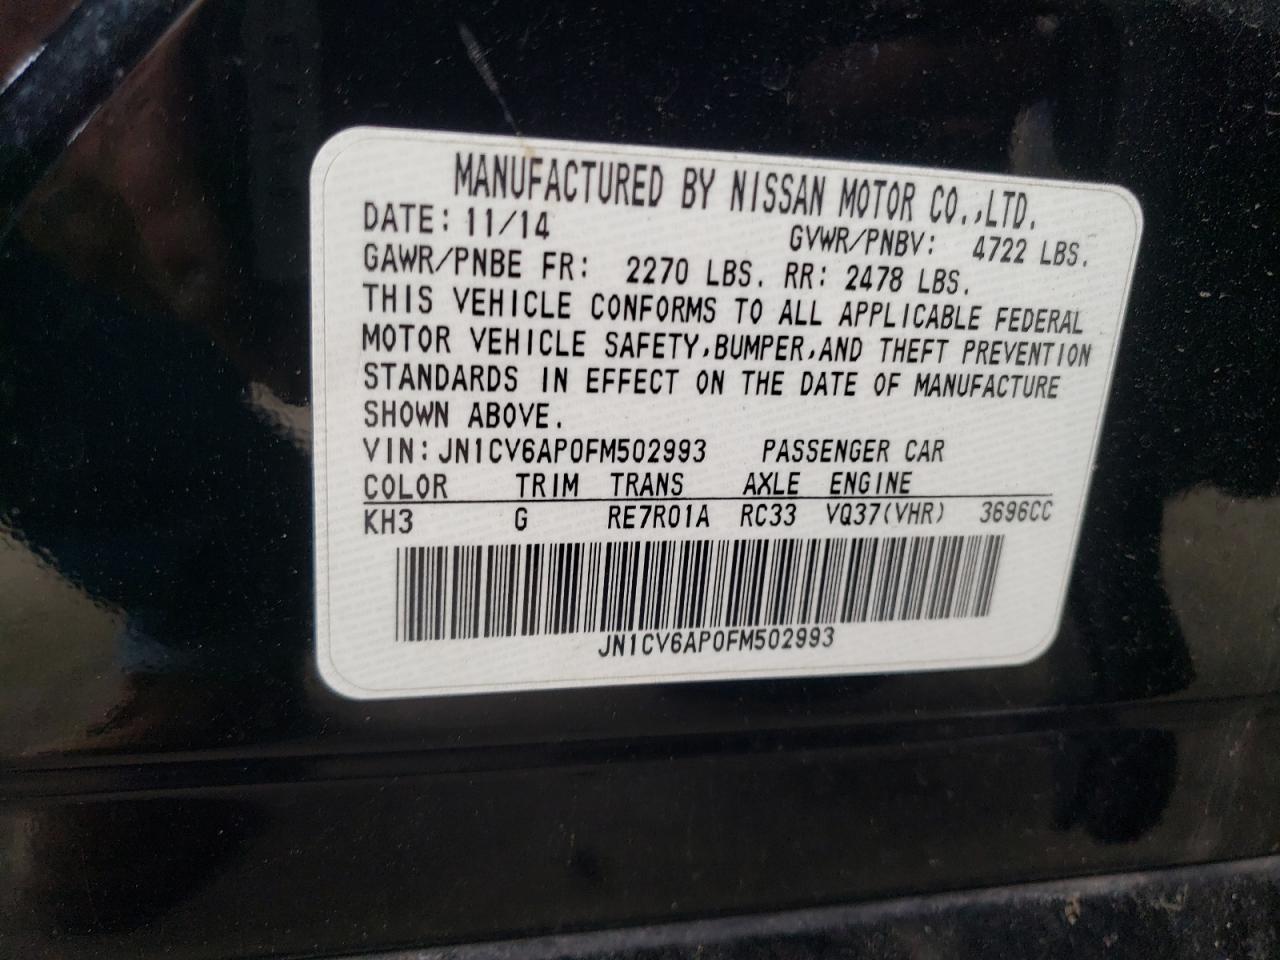 MANUFACTURED BY NISSAN MOTOR CO.,LTD.
DATE: 11/14 GVWR/PNBV: 4722 LBS.
GAWR/PNBE FR: 2270 LBS. RR: 2478 LBS.
THIS VEHICLE CONFORMS TO ALL APPLICABLE FEDERAL
MOTOR VEHICLE SAFETY,BUMPER,AND THEFT PREVENTION
STANDARDS IN EFFECT ON THE DATE OF MANUFACTURE
SHOWN ABOVE.
VIN:JN1CV6AP0FM502993 PASSENGER CAR
COLOR TRIM TRANS AXLE ENGINE
KH3 G RE7R01A RC33 VQ37(VHR) 3696CC
JN1CV6AP0FM502993